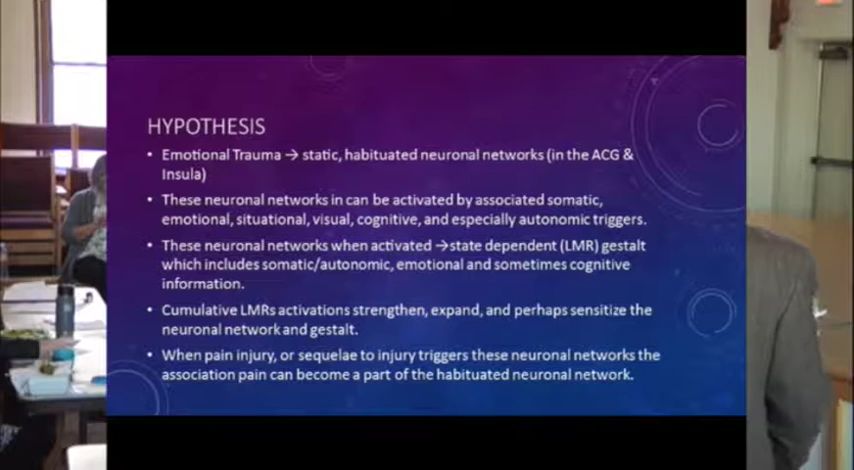 HYPOTHESIS
• Emotional Trauma → static, habituated neuronal networks (in the ACG &
Insula)
• These neuronal networks in can be activated by associated somatic,
emotional, situational, visual, cognitive, and especially autonomic triggers.
• These neuronal networks when activated →state dependent (LMR) gestalt
which includes somatic/autonomic, emotional and sometimes cognitive
information.
• Cumulative LMRs activations strengthen, expand, and perhaps sensitize the
neuronal network and gestalt.
• When pain injury, or sequelae to injury triggers these neuronal networks the
association pain can become a part of the habituated neuronal network.